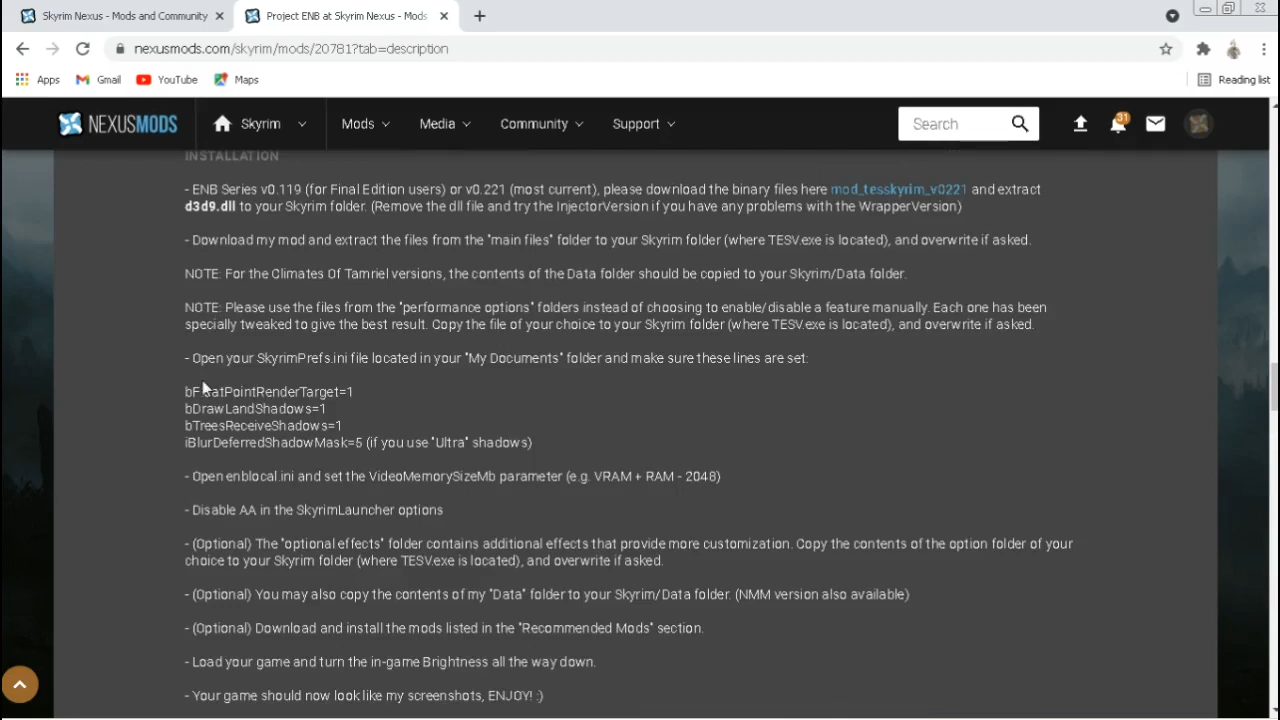 Skyrim Nexus - Mods and Community
Project ENB at Skyrim Nexus - Mods
nexusmods.com/skyrim/mods/20781?tab=description
Apps
Gmail
YouTube
Maps
Reading list
NEXUSMODS
Skyrim
Mods
Media
Community
Support
Search
31
INSTALLATION
- ENB Series v0.119 (for Final Edition users) or v0.221 (most current), please download the binary files here mod_tesskyrim_v0221 and extract
d3d9.dll to your Skyrim folder. (Remove the dll file and try the InjectorVersion if you have any problems with the WrapperVersion)
- Download my mod and extract the files from the "main files" folder to your Skyrim folder (where TESV.exe is located), and overwrite if asked.
NOTE: For the Climates Of Tamriel versions, the contents of the Data folder should be copied to your Skyrim/Data folder.
NOTE: Please use the files from the "performance options" folders instead of choosing to enable/disable a feature manually. Each one has been
specially tweaked to give the best result. Copy the file of your choice to your Skyrim folder (where TESV.exe is located), and overwrite if asked.
- Open your SkyrimPrefs.ini file located in your "My Documents" folder and make sure these lines are set:
bFloatPointRenderTarget=1
bDrawLandShadows=1
bTreesReceiveShadows=1
iBlurDeferredShadowMask=5 (if you use "Ultra" shadows)
- Open enblocal.ini and set the VideoMemorySizeMb parameter (e.g. VRAM + RAM - 2048)
- Disable AA in the SkyrimLauncher options
- (Optional) The "optional effects" folder contains additional effects that provide more customization. Copy the contents of the option folder of your
choice to your Skyrim folder (where TESV.exe is located), and overwrite if asked.
- (Optional) You may also copy the contents of my "Data" folder to your Skyrim/Data folder. (NMM version also available)
- (Optional) Download and install the mods listed in the "Recommended Mods" section.
- Load your game and turn the in-game Brightness all the way down.
- Your game should now look like my screenshots, ENJOY! :)